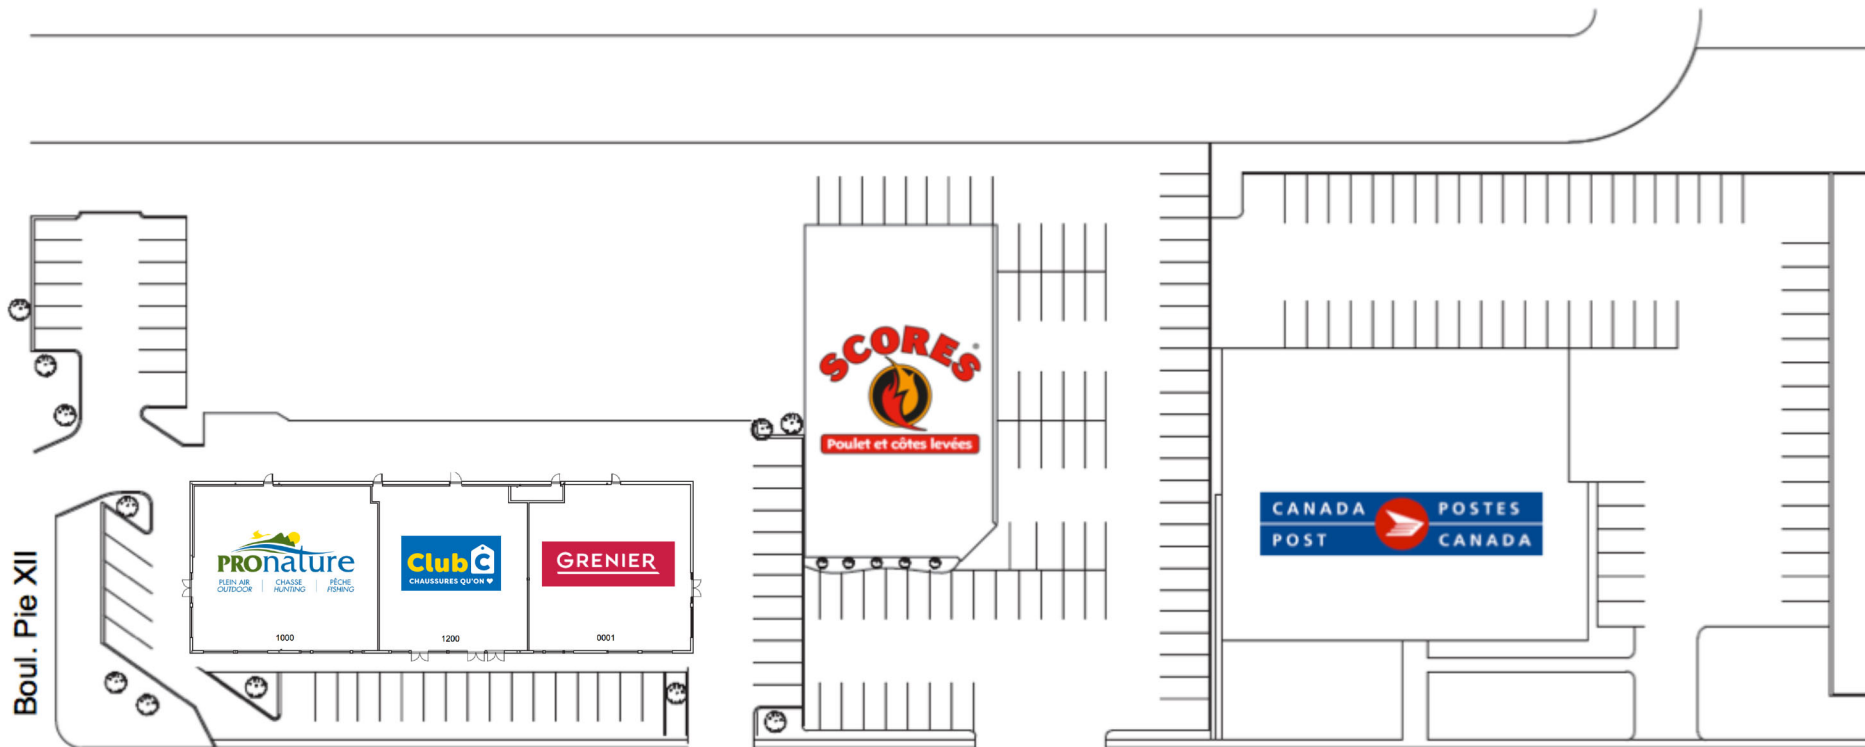 SCORES
Poulet et côtes levées
CANADA POSTES
POST CANADA
PROnature
PLEIN AIR | CHASSE | PÊCHE
OUTDOOR | HUNTING | FISHING
Club C
CHAUSSURES QU'ON ♥
GRENIER
1000
1200
0001
Boul. Pie XII